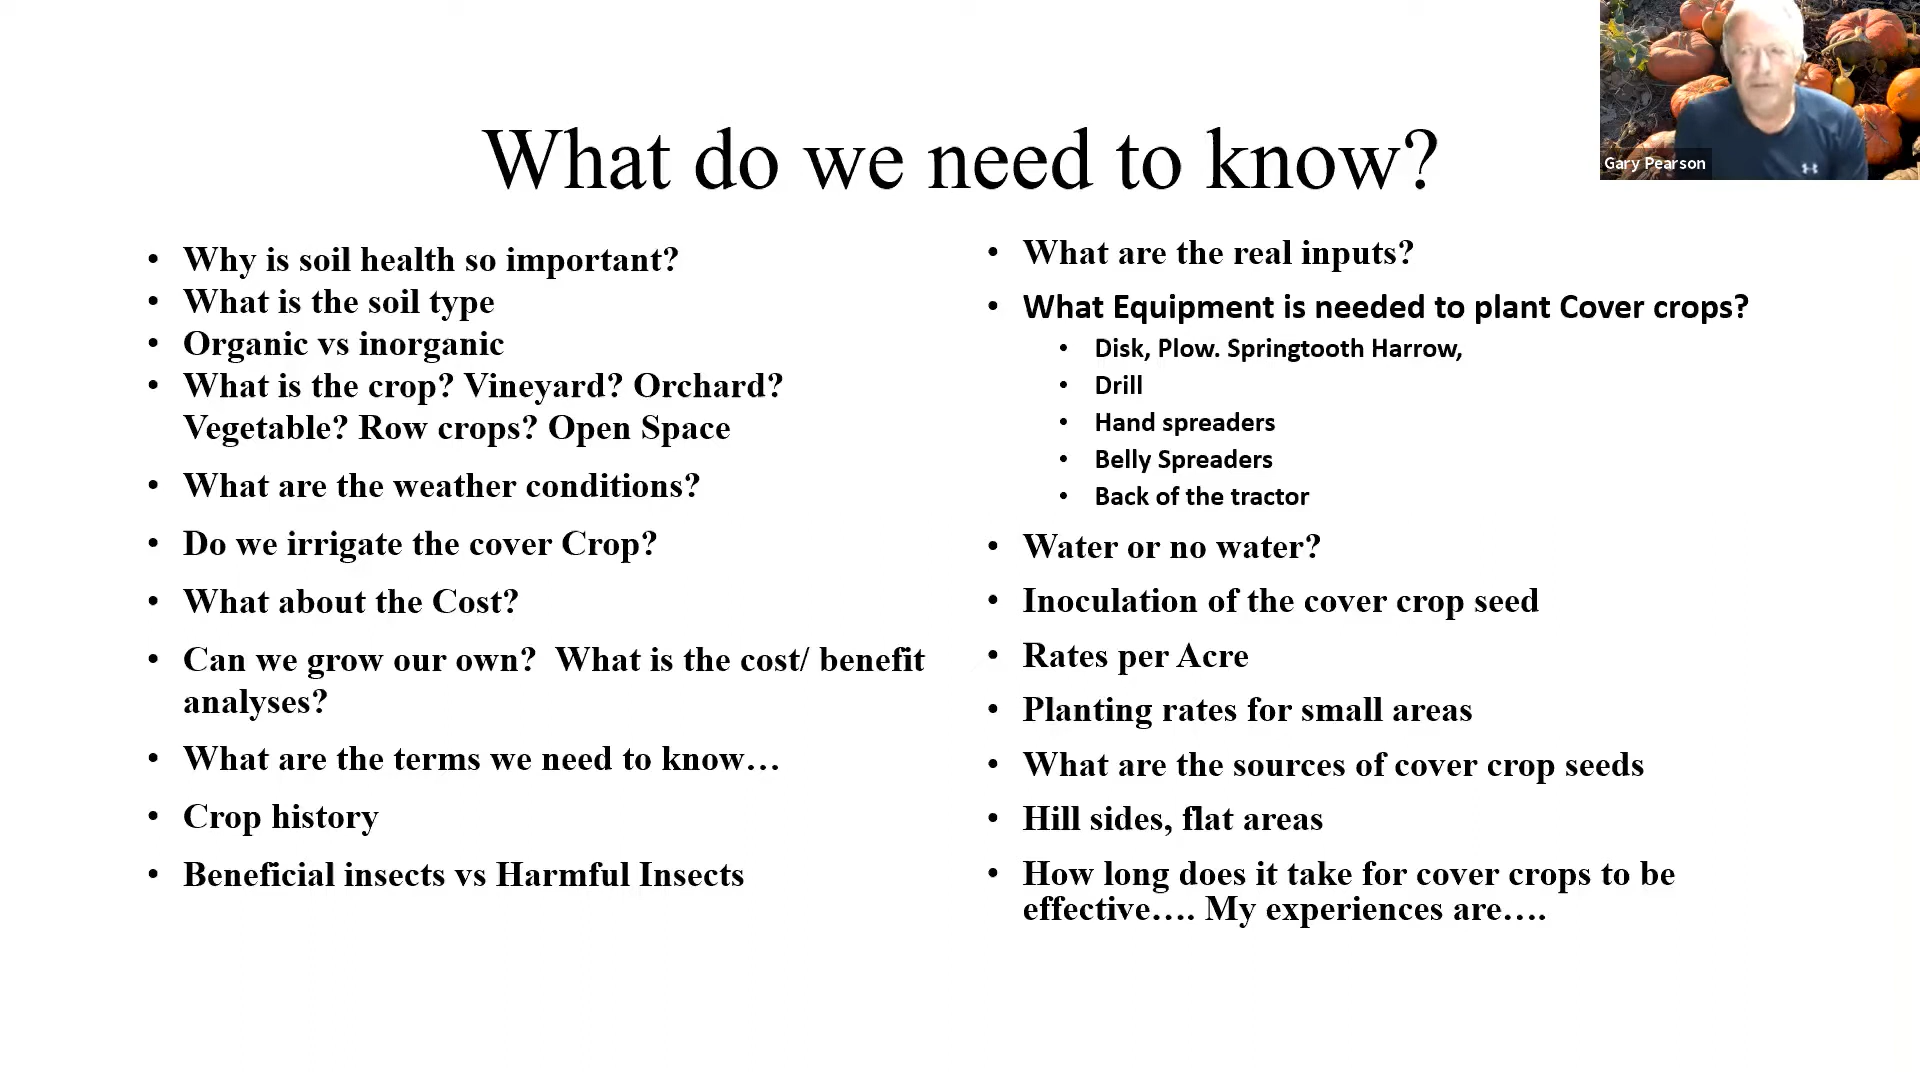 What do we need to know?
Gary Pearson
• Why is soil health so important?
• What is the soil type
• Organic vs inorganic
• What is the crop? Vineyard? Orchard?
Vegetable? Row crops? Open Space
• What are the weather conditions?
• Do we irrigate the cover Crop?
• What about the Cost?
• Can we grow our own?  What is the cost/ benefit
analyses?
• What are the terms we need to know…
• Crop history
• Beneficial insects vs Harmful Insects
• What are the real inputs?
• What Equipment is needed to plant Cover crops?
• Disk, Plow. Springtooth Harrow,
• Drill
• Hand spreaders
• Belly Spreaders
• Back of the tractor
• Water or no water?
• Inoculation of the cover crop seed
• Rates per Acre
• Planting rates for small areas
• What are the sources of cover crop seeds
• Hill sides, flat areas
• How long does it take for cover crops to be
effective…. My experiences are….